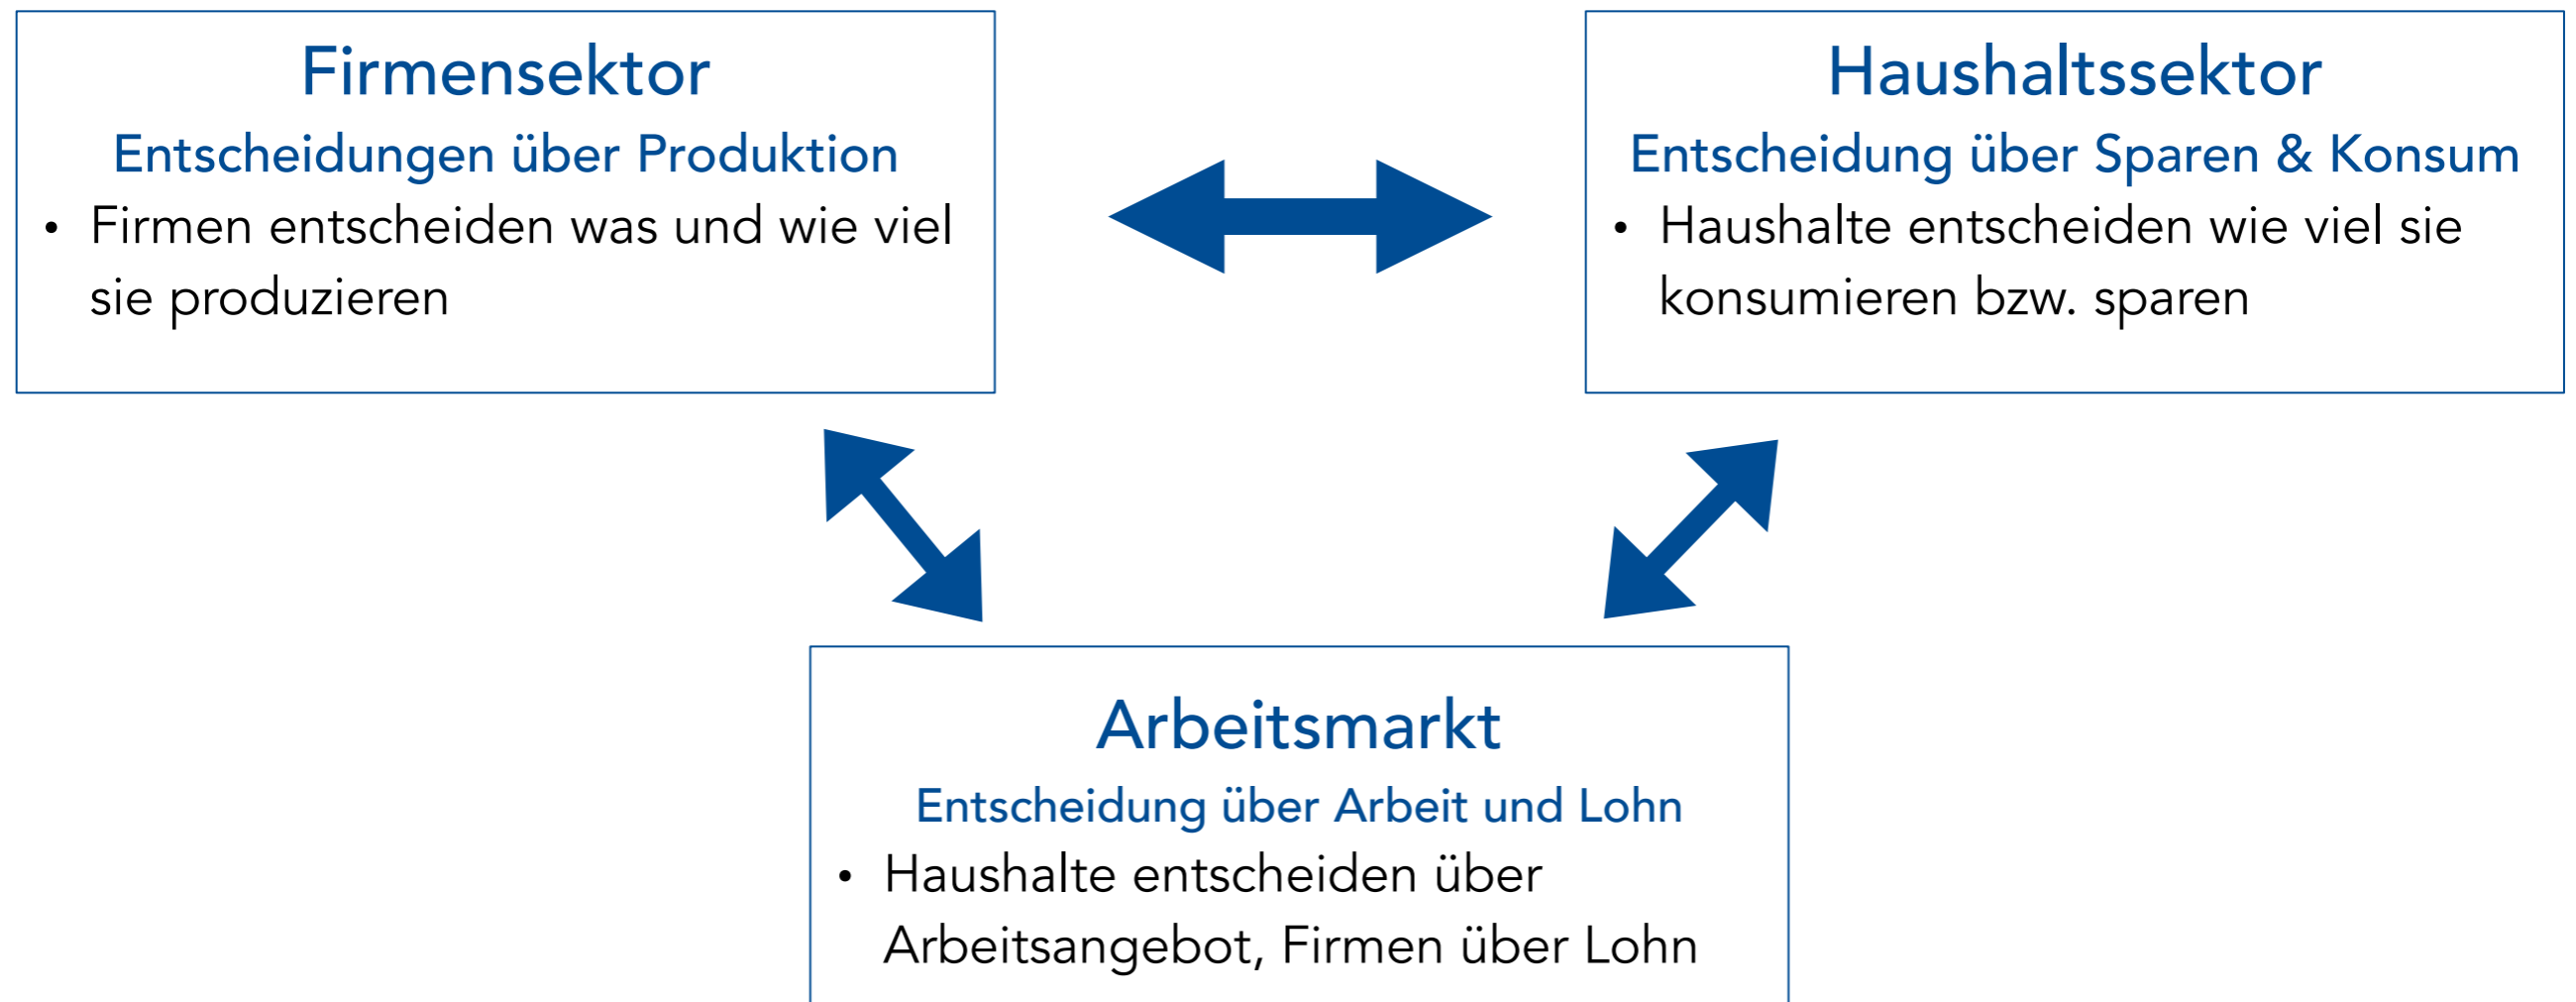 Firmensektor
Entscheidungen über Produktion
• Firmen entscheiden was und wie viel
sie produzieren
Haushaltssektor
Entscheidung über Sparen & Konsum
• Haushalte entscheiden wie viel sie
konsumieren bzw. sparen
Arbeitsmarkt
Entscheidung über Arbeit und Lohn
• Haushalte entscheiden über
Arbeitsangebot, Firmen über Lohn